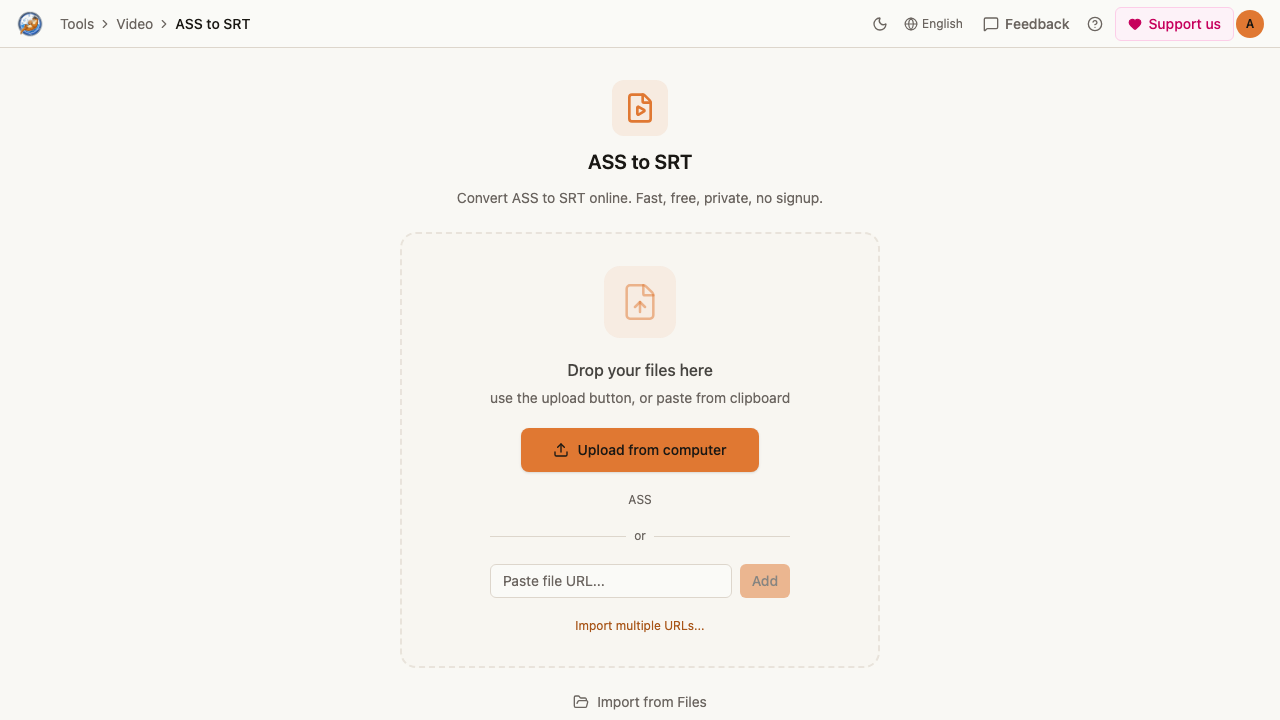 Tools > Video > ASS to SRT
English
Feedback
Support us
A
ASS to SRT
Convert ASS to SRT online. Fast, free, private, no signup.
Drop your files here
use the upload button, or paste from clipboard
Upload from computer
ASS
or
Paste file URL...
Add
Import multiple URLs...
Import from Files